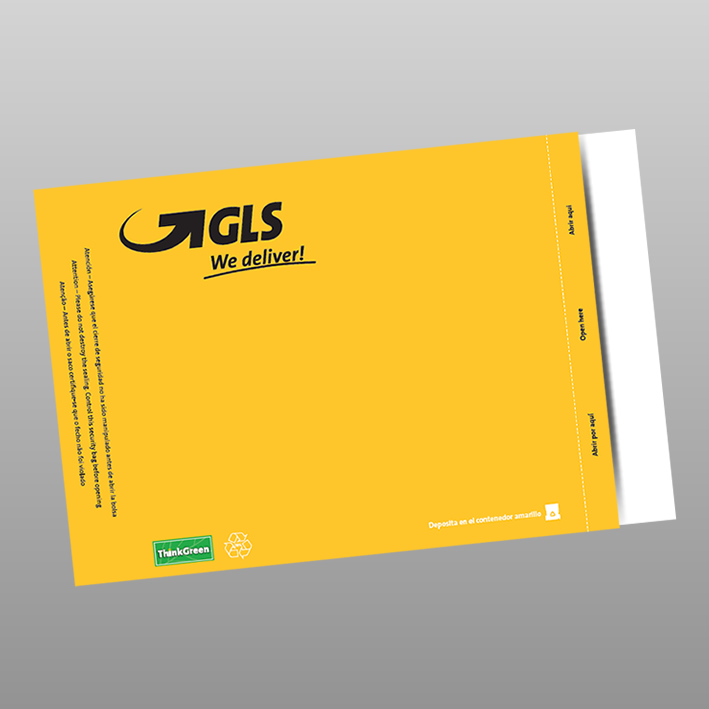 GLS
We deliver!
Atención – Asegúrese que el cierre de seguridad no ha sido manipulado antes de abrir la bolsa
Attention – Please do not destroy the sealing. Control this security bag before opening
Atenção – Antes de abrir o saco certifique-se que o fecho não foi violado
Abrir aquí
Open here
Abrir por aquí
Deposita en el contenedor amarillo
ThinkGreen